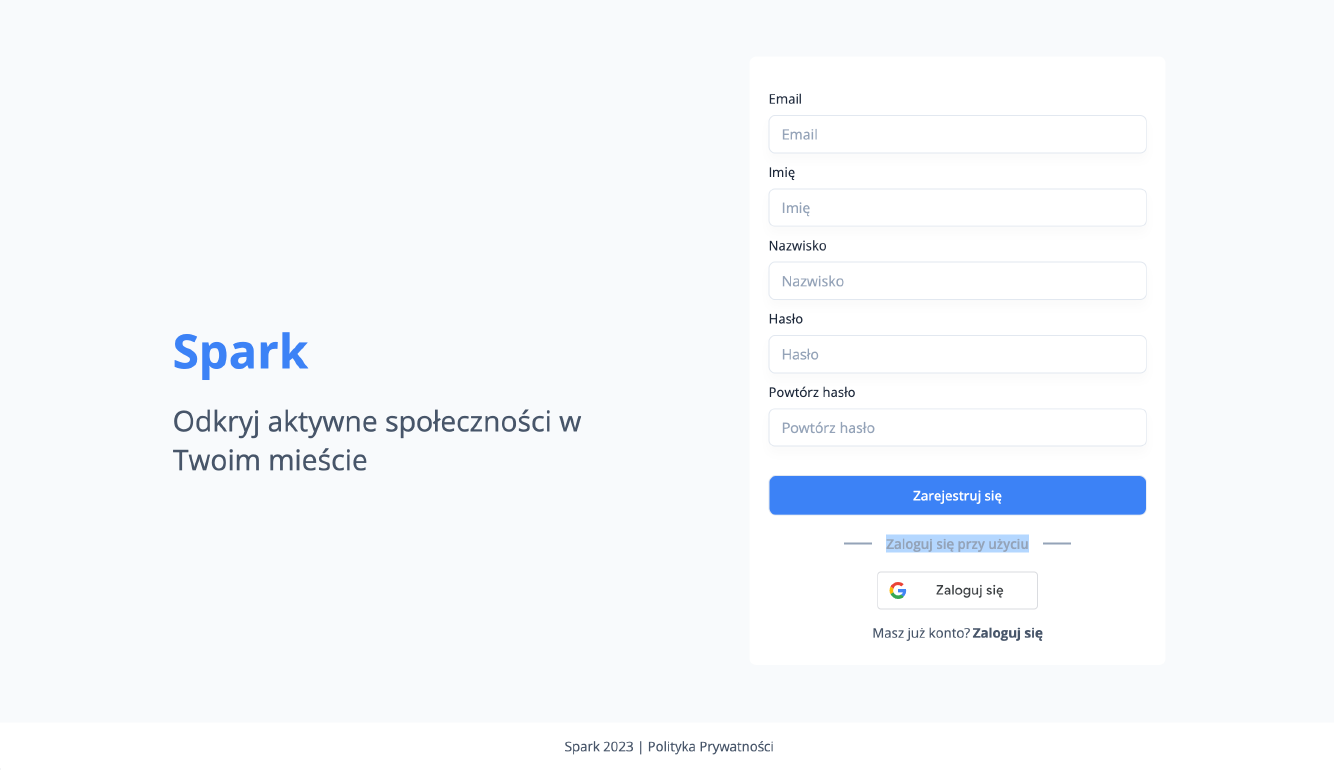 Spark
Odkryj aktywne społeczności w
Twoim mieście
Email
Email
Imię
Imię
Nazwisko
Nazwisko
Hasło
Hasło
Powtórz hasło
Powtórz hasło
Zarejestruj się
Zaloguj się przy użyciu
Zaloguj się
Masz już konto? Zaloguj się
Spark 2023 | Polityka Prywatności